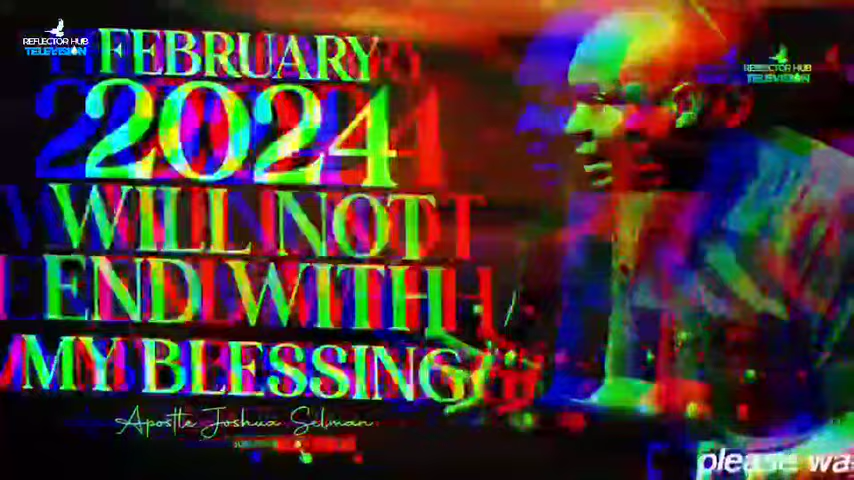 REFLECTOR HUB
TELEVISION
FEBRUARY
2024
WILL NOT
END WITH
MY BLESSING
Apostle Joshua Selman
REFLECTOR HUB
TELEVISION
please wa